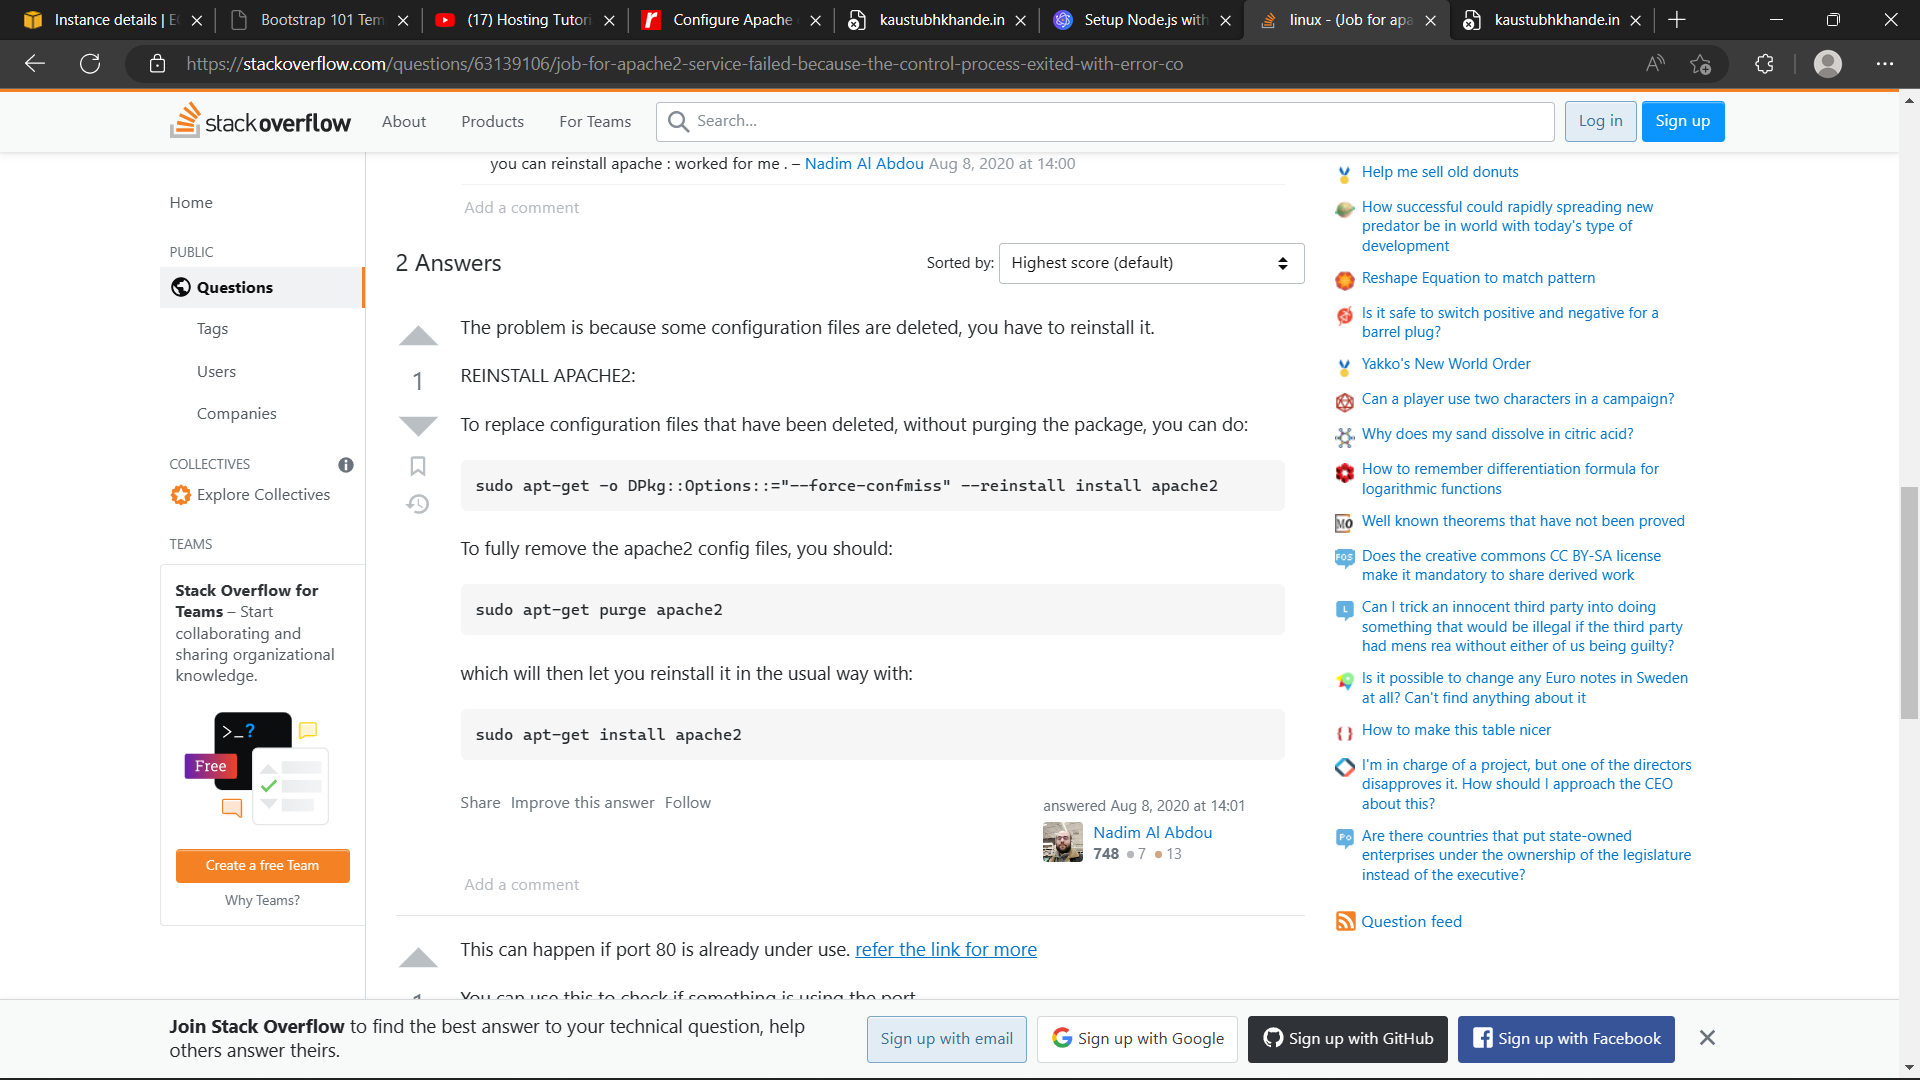 Instance details | E
Bootstrap 101 Tem
(17) Hosting Tutori
Configure Apache
kaustubhkhande.in
Setup Node.js with
linux - (Job for apa
kaustubhkhande.in
https://stackoverflow.com/questions/63139106/job-for-apache2-service-failed-because-the-control-process-exited-with-error-co
stackoverflow
About
Products
For Teams
Search...
Log in
Sign up
Home
PUBLIC
Questions
Tags
Users
Companies
COLLECTIVES
Explore Collectives
TEAMS
Stack Overflow for
Teams – Start
collaborating and
sharing organizational
knowledge.
>_?
Free
Create a free Team
Why Teams?
you can reinstall apache : worked for me . – Nadim Al Abdou Aug 8, 2020 at 14:00
Add a comment
2 Answers
Sorted by:
Highest score (default)
1
The problem is because some configuration files are deleted, you have to reinstall it.
REINSTALL APACHE2:
To replace configuration files that have been deleted, without purging the package, you can do:
sudo apt-get -o DPkg::Options::="--force-confmiss" --reinstall install apache2
To fully remove the apache2 config files, you should:
sudo apt-get purge apache2
which will then let you reinstall it in the usual way with:
sudo apt-get install apache2
Share Improve this answer Follow
answered Aug 8, 2020 at 14:01
Nadim Al Abdou
748 7 13
Add a comment
This can happen if port 80 is already under use. refer the link for more
You can use this to check if something is using the port
Help me sell old donuts
How successful could rapidly spreading new
predator be in world with today's type of
development
Reshape Equation to match pattern
Is it safe to switch positive and negative for a
barrel plug?
Yakko's New World Order
Can a player use two characters in a campaign?
Why does my sand dissolve in citric acid?
How to remember differentiation formula for
logarithmic functions
MO
Well known theorems that have not been proved
FOS
Does the creative commons CC BY-SA license
make it mandatory to share derived work
L
Can I trick an innocent third party into doing
something that would be illegal if the third party
had mens rea without either of us being guilty?
Is it possible to change any Euro notes in Sweden
at all? Can't find anything about it
How to make this table nicer
I'm in charge of a project, but one of the directors
disapproves it. How should I approach the CEO
about this?
Po
Are there countries that put state-owned
enterprises under the ownership of the legislature
instead of the executive?
Question feed
Join Stack Overflow to find the best answer to your technical question, help
others answer theirs.
Sign up with email
Sign up with Google
Sign up with GitHub
Sign up with Facebook